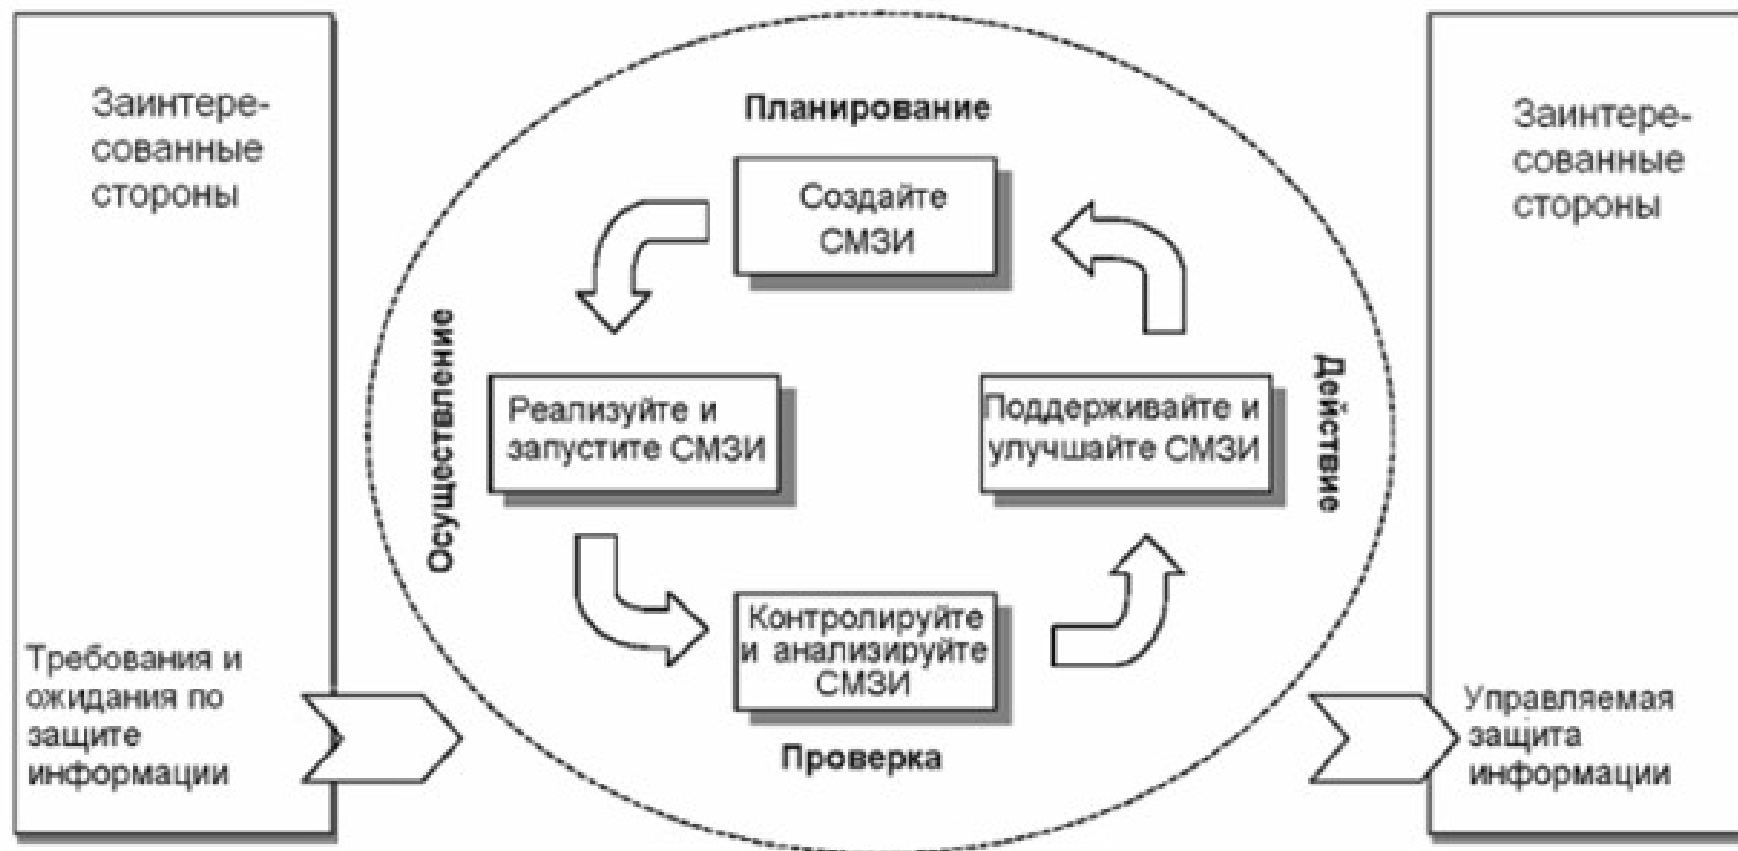 Заинтере-
сованные
стороны
Требования и
ожидания по
защите
информации
Планирование
Создайте
СМЗИ
Осуществление
Реализуйте и
запустите СМЗИ
Поддерживайте и
улучшайте СМЗИ
Действие
Контролируйте
и анализируйте
СМЗИ
Проверка
Заинтере-
сованные
стороны
Управляемая
защита
информации